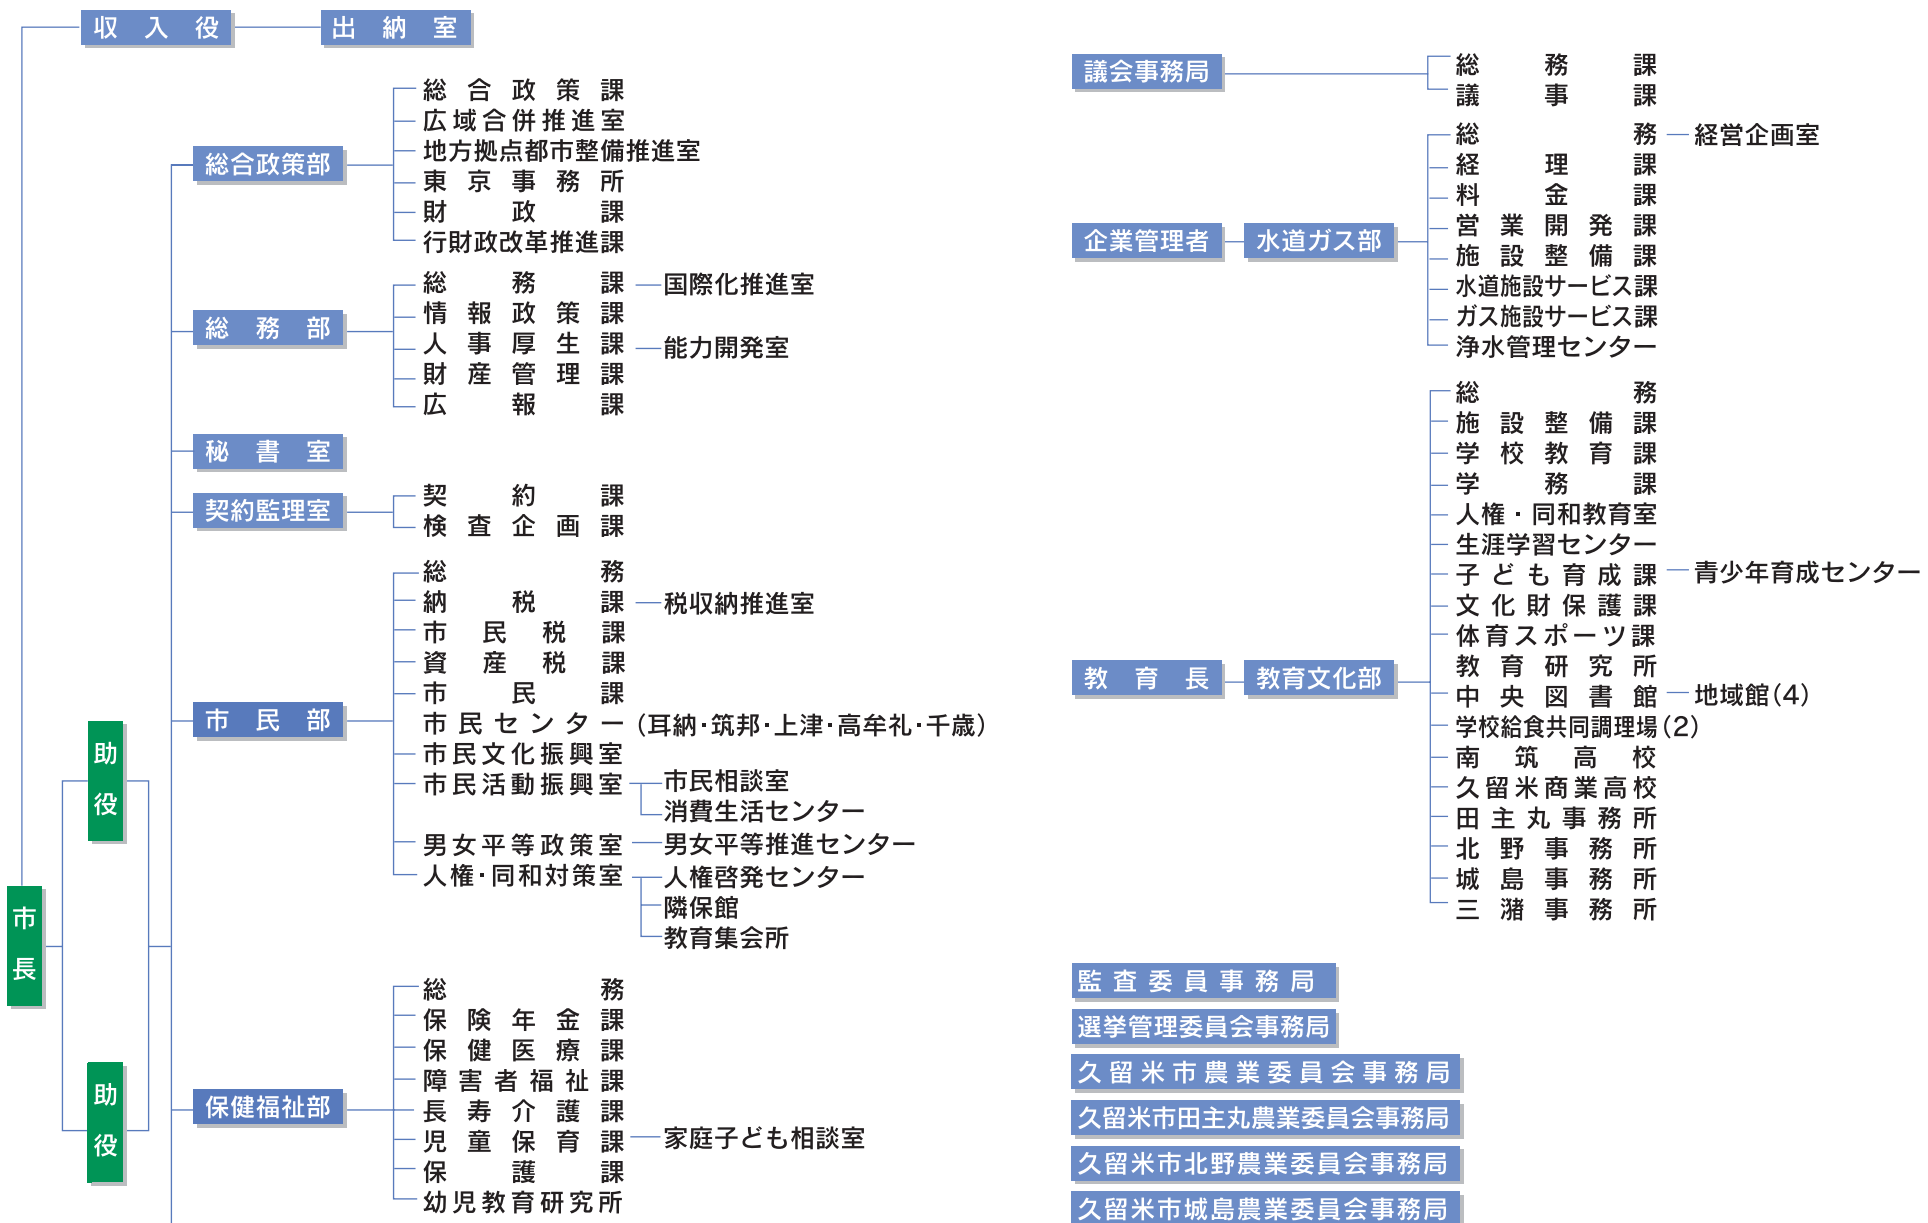 収入役
出納室
総合政策部
総合政策課
広域合併推進室
地方拠点都市整備推進室
東京事務所
財政課
行財政改革推進課
総務部
総務課
国際化推進室
情報政策課
人事厚生課
能力開発室
財産管理課
広報課
秘書室
契約監理室
契約課
検査企画課
市民部
総務
納税課
税収納推進室
市民税課
資産税課
市民課
市民センター(耳納・筑邦・上津・高牟礼・千歳)
市民文化振興室
市民活動振興室
市民相談室
消費生活センター
男女平等政策室
男女平等推進センター
人権・同和対策室
人権啓発センター
隣保館
教育集会所
助役
市長
助役
保健福祉部
総務
保険年金課
保健医療課
障害者福祉課
長寿介護課
児童保育課
家庭子ども相談室
保護課
幼児教育研究所
議会事務局
総務課
議事課
企業管理者
水道ガス部
総務
経営企画室
経理課
料金課
営業開発課
施設整備課
水道施設サービス課
ガス施設サービス課
浄水管理センター
教育長
教育文化部
総務
施設整備課
学校教育課
学務課
人権・同和教育室
生涯学習センター
子ども育成課
青少年育成センター
文化財保護課
体育スポーツ課
教育研究所
中央図書館
地域館(4)
学校給食共同調理場(2)
南筑高校
久留米商業高校
田主丸事務所
北野事務所
城島事務所
三潴事務所
監査委員事務局
選挙管理委員会事務局
久留米市農業委員会事務局
久留米市田主丸農業委員会事務局
久留米市北野農業委員会事務局
久留米市城島農業委員会事務局